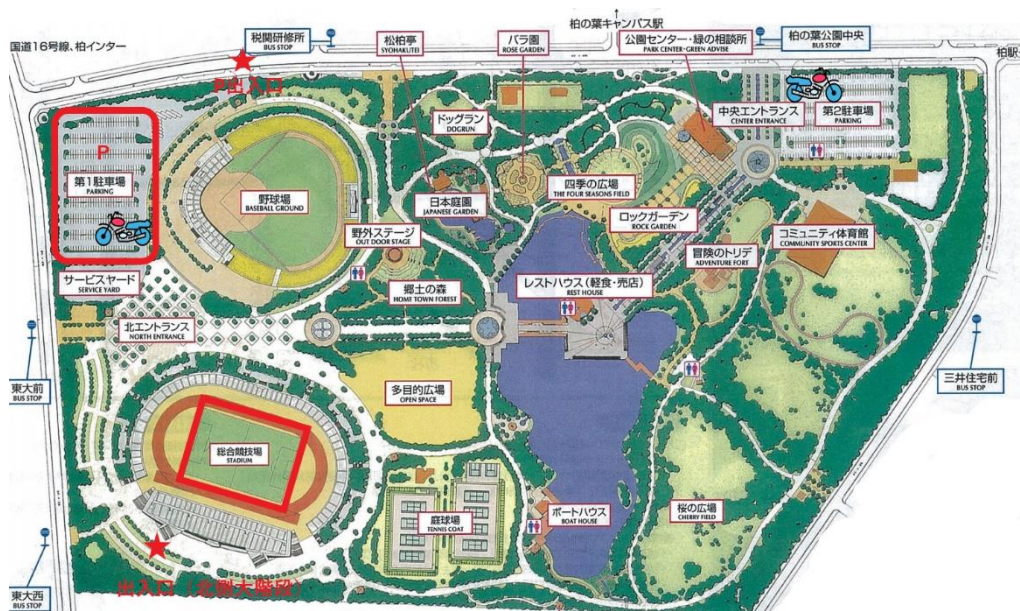 柏の葉キャンパス駅
国道16号線、柏インター
税関研修所
BUS STOP
松柏亭
SYOHAKUTEI
バラ園
ROSE GARDEN
公園センター・緑の相談所
PARK CENTER・GREEN ADVISE
柏の葉公園中央
BUS STOP
柏駅
P出入口
ドッグラン
DOGRUN
中央エントランス
CENTER ENTRANCE
第2駐車場
PARKING
P
第1駐車場
PARKING
野球場
BASEBALL GROUND
日本庭園
JAPANESE GARDEN
四季の広場
THE FOUR SEASONS FIELD
ロックガーデン
ROCK GARDEN
野外ステージ
OUT DOOR STAGE
冒険のトリデ
ADVENTURE FORT
コミュニティ体育館
COMMUNITY SPORTS CENTER
サービスヤード
SERVICE YARD
郷土の森
HOME TOWN FOREST
レストハウス(軽食・売店)
REST HOUSE
北エントランス
NORTH ENTRANCE
東大前
BUS STOP
多目的広場
OPEN SPACE
三井住宅前
BUS STOP
総合競技場
STADIUM
庭球場
TENNIS COAT
ボートハウス
BOAT HOUSE
桜の広場
CHERRY FIELD
出入口(北側大階段)
東大西
BUS STOP